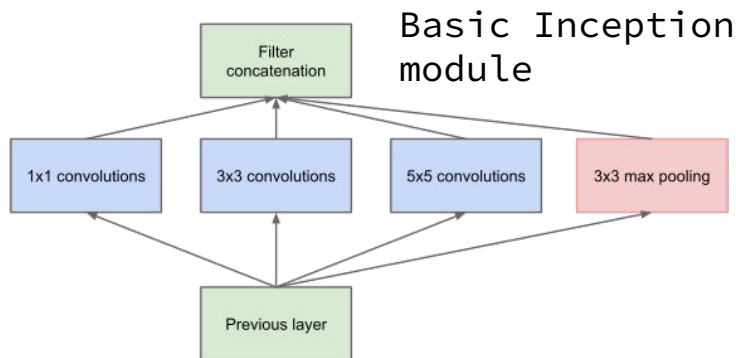 Basic Inception
module
Filter
concatenation
1x1 convolutions
3x3 convolutions
5x5 convolutions
3x3 max pooling
Previous layer